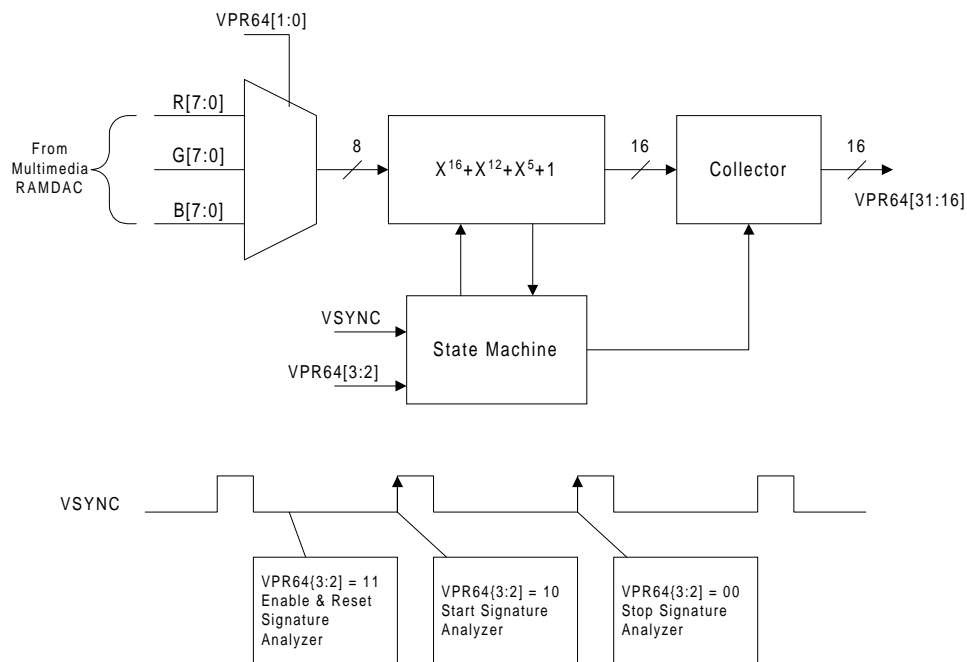 VPR64[1:0]
R[7:0]
From
Multimedia
RAMDAC
G[7:0]
B[7:0]
8
X16+X12+X5+1
16
Collector
16
VPR64[31:16]
VSYNC
State Machine
VPR64[3:2]
VSYNC
VPR64{3:2] = 11
Enable & Reset
Signature
Analyzer
VPR64{3:2] = 10
Start Signature
Analyzer
VPR64{3:2] = 00
Stop Signature
Analyzer